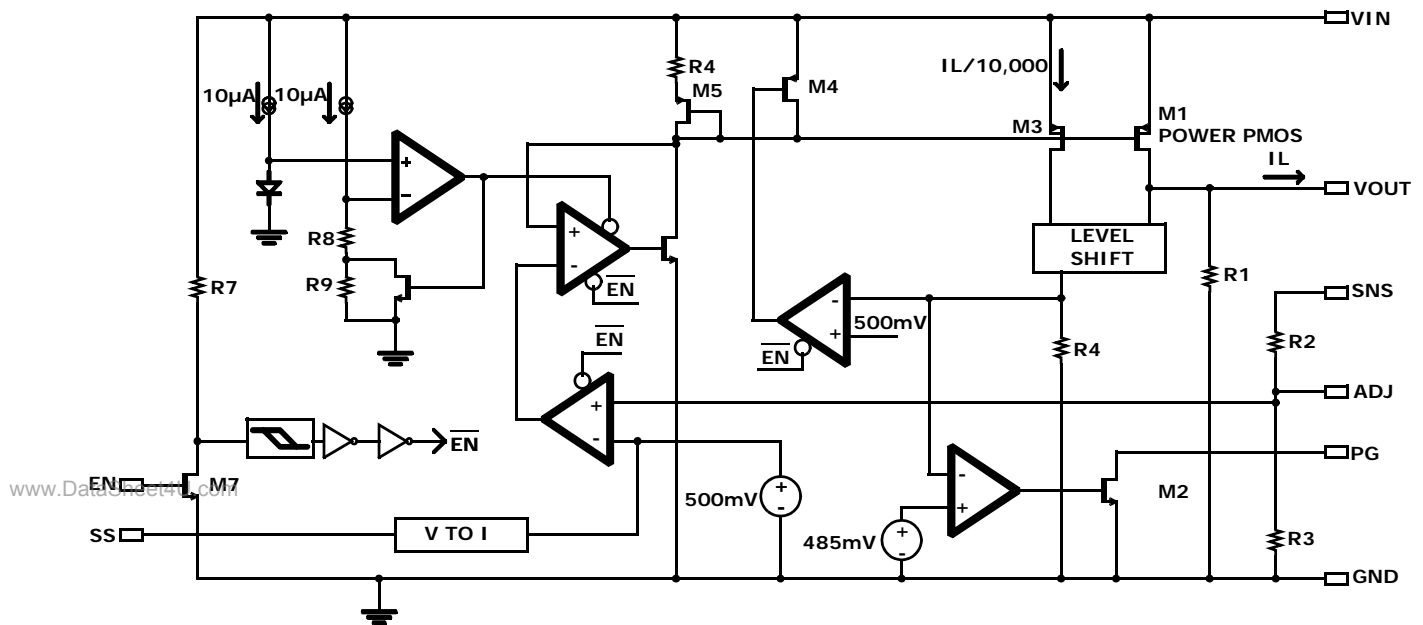 VIN
R4
M5
M4
IL/10,000
10µA
10µA
M3
M1
POWER PMOS
IL
+
-
VOUT
R8
+
-
LEVEL
SHIFT
R7
R9
EN
R1
SNS
-
500mV
+
EN
EN
R4
R2
+
-
ADJ
EN
PG
EN
M7
www.DataSheet4U.com
500mV
+
-
-
+
M2
SS
V TO I
485mV
+
-
R3
GND